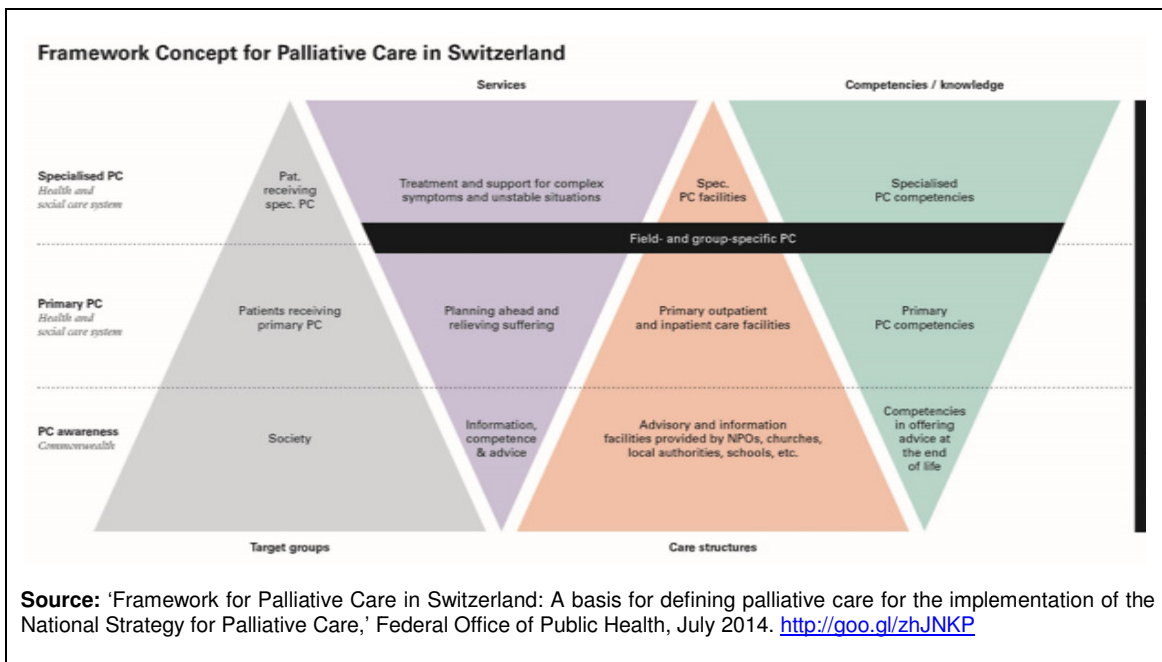 Framework Concept for Palliative Care in Switzerland
Services
Competencies / knowledge
Specialised PC
Health and
social care system
Pat.
receiving
spec. PC
Treatment and support for complex
symptoms and unstable situations
Spec.
PC facilities
Specialised
PC competencies
Field- and group-specific PC
Primary PC
Health and
social care system
Patients receiving
primary PC
Planning ahead and
relieving suffering
Primary outpatient
and inpatient care facilities
Primary
PC competencies
PC awareness
Commonwealth
Society
Information,
competence
& advice
Advisory and information
facilities provided by NPOs, churches,
local authorities, schools, etc.
Competencies
in offering
advice at
the end
of life
Target groups
Care structures
Source: ‘Framework for Palliative Care in Switzerland: A basis for defining palliative care for the implementation of the
National Strategy for Palliative Care,’ Federal Office of Public Health, July 2014. http://goo.gl/zhJNKP